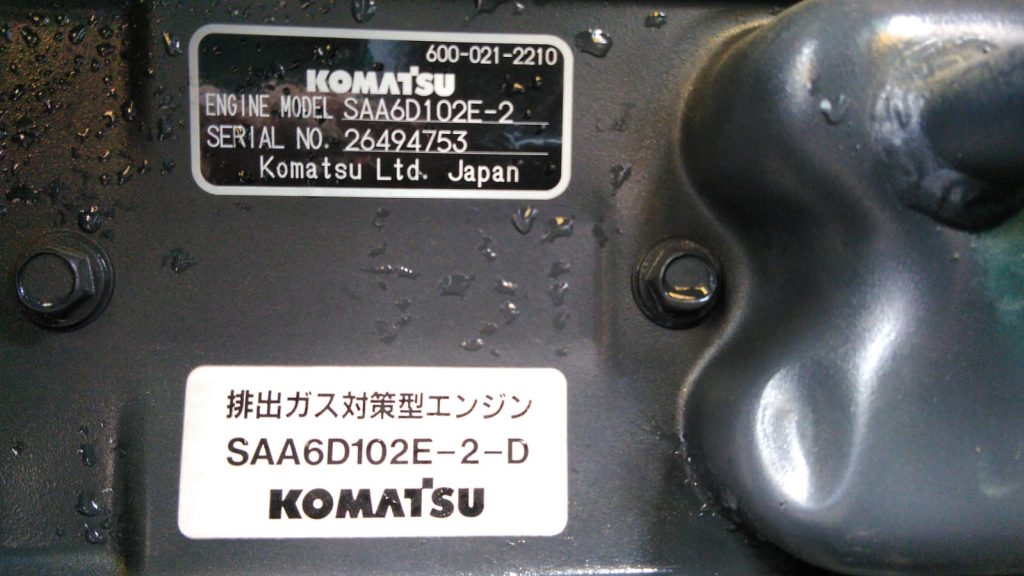 600-021-2210
KOMATSU
ENGINE MODEL SAA6D102E-2
SERIAL NO. 26494753
Komatsu Ltd. Japan
排出ガス対策型エンジン
SAA6D102E-2-D
KOMATSU